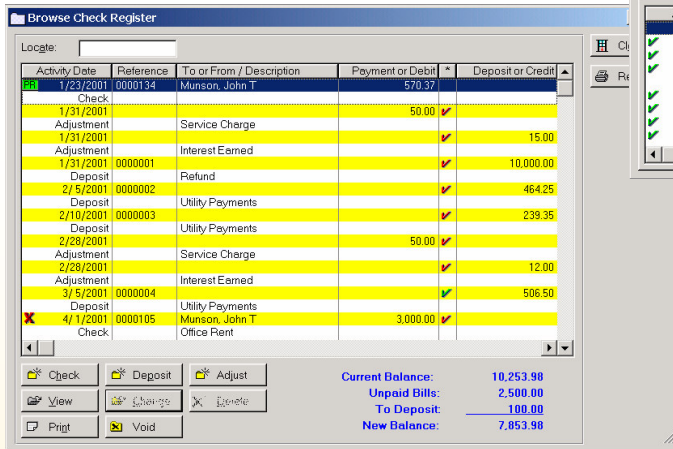 Browse Check Register
Locate:
Activity Date Reference To or From / Description Payment or Debit * Deposit or Credit
PR 1/23/2001 0000134 Munson, John T 570.37
Check
1/31/2001 50.00
Adjustment Service Charge
1/31/2001 15.00
Adjustment Interest Earned
1/31/2001 0000001 10,000.00
Deposit Refund
2/ 5/2001 0000002 464.25
Deposit Utility Payments
2/10/2001 0000003 239.35
Deposit Utility Payments
2/28/2001 50.00
Adjustment Service Charge
2/28/2001 12.00
Adjustment Interest Earned
3/ 5/2001 0000004 506.50
Deposit Utility Payments
4/ 1/2001 0000105 Munson, John T 3,000.00
Check Office Rent
Check Deposit Adjust
View Change Delete
Print Void
Current Balance: 10,253.98
Unpaid Bills: 2,500.00
To Deposit: 100.00
New Balance: 7,853.98